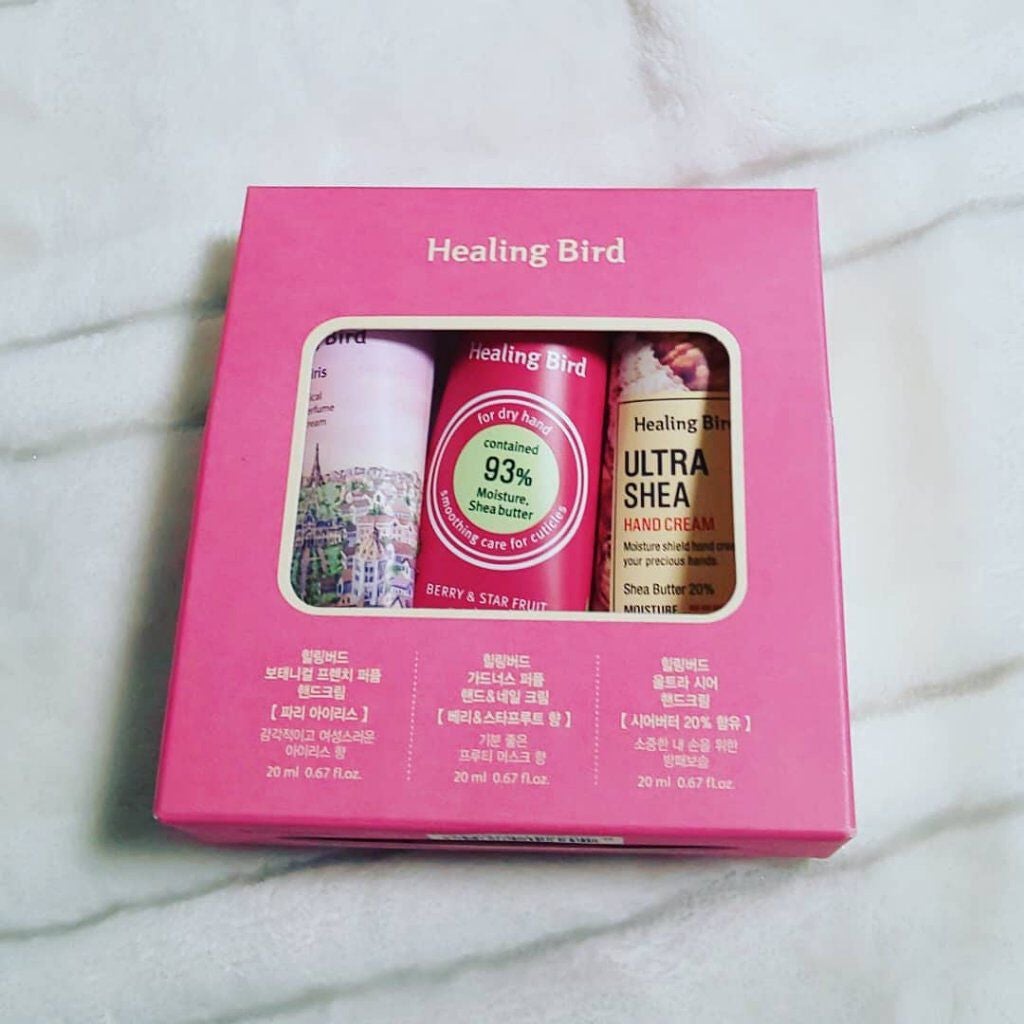 Healing Bird
Bird
Iris
ical
erfume
ream
Healing Bird
for dry hand
contained
93%
Moisture,
Shea butter
smoothing care for cuticles
BERRY & STAR FRUIT
Healing Bir
ULTRA
SHEA
HAND CREAM
Moisture shield hand cre
your precious hands.
Shea Butter 20%
MOISTURE
힐링버드
보태니컬 프렌치 퍼퓸
핸드크림
[ 파리 아이리스 ]
감각적이고 여성스러운
아이리스 향
20 ml 0.67 fl.oz.
힐링버드
가드너스 퍼퓸
핸드&네일 크림
[ 베리&스타프루트 향 ]
기분 좋은
프루티 머스크 향
20 ml 0.67 fl.oz.
힐링버드
울트라 시어
핸드크림
[ 시어버터 20% 함유 ]
소중한 내 손을 위한
방패보습
20 ml 0.67 fl.oz.